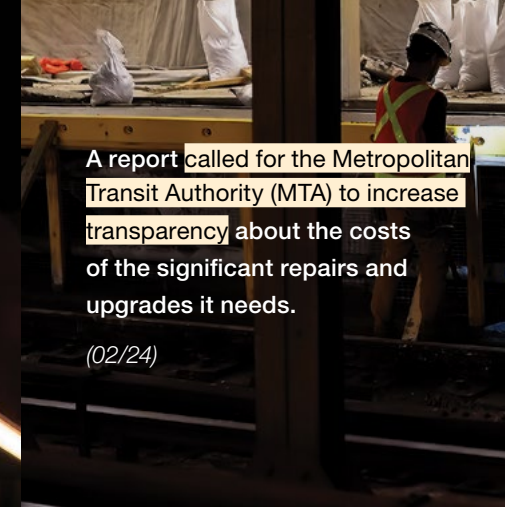 A report called for the Metropolitan
Transit Authority (MTA) to increase
transparency about the costs
of the significant repairs and
upgrades it needs.
(02/24)